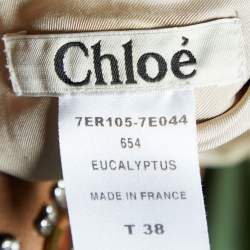 Chloé
7ER105-7E044
654
EUCALYPTUS
MADE IN FRANCE
T 38